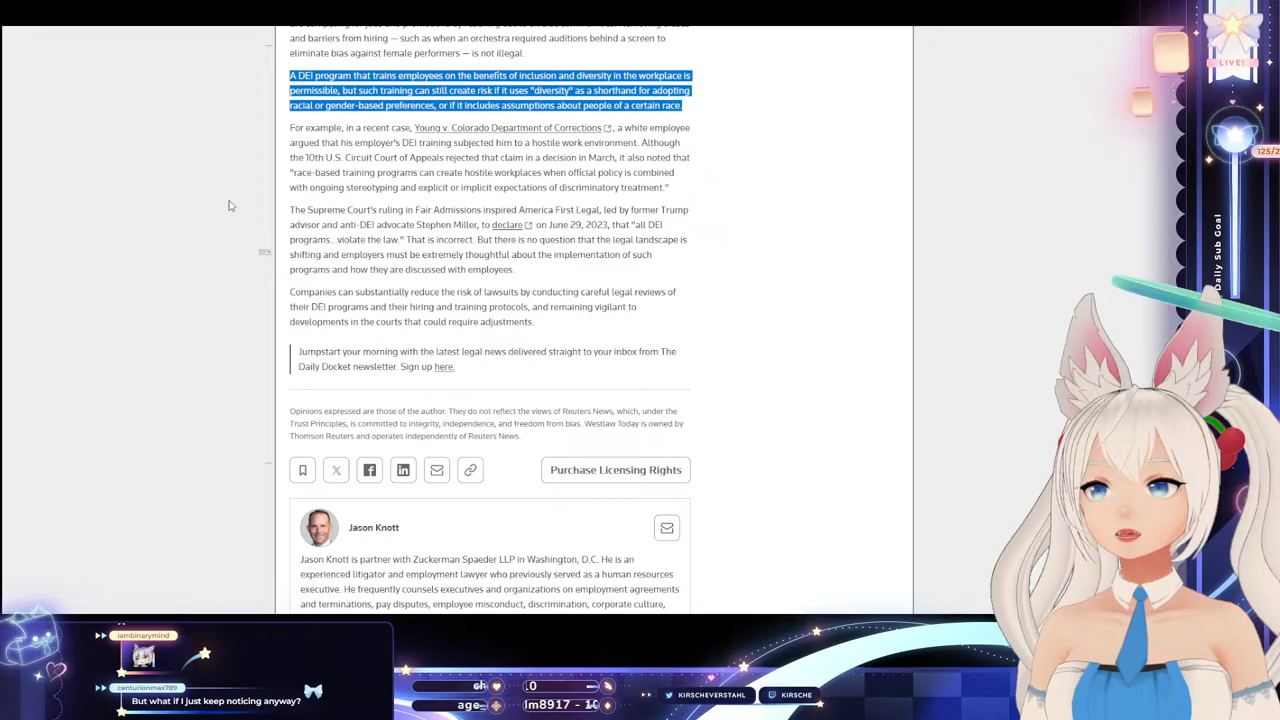 and barriers from hiring — such as when an orchestra required auditions behind a screen to
eliminate bias against female performers — is not illegal.
A DEI program that trains employees on the benefits of inclusion and diversity in the workplace is
permissible, but such training can still create risk if it uses "diversity" as a shorthand for adopting
racial or gender-based preferences, or if it includes assumptions about people of a certain race.
For example, in a recent case, Young v. Colorado Department of Corrections, a white employee
argued that his employer's DEI training subjected him to a hostile work environment. Although
the 10th U.S. Circuit Court of Appeals rejected that claim in a decision in March, it also noted that
"race-based training programs can create hostile workplaces when official policy is combined
with ongoing stereotyping and explicit or implicit expectations of discriminatory treatment."
The Supreme Court's ruling in Fair Admissions inspired America First Legal, led by former Trump
advisor and anti-DEI advocate Stephen Miller, to declare on June 29, 2023, that "all DEI
programs...violate the law." That is incorrect. But there is no question that the legal landscape is
shifting and employers must be extremely thoughtful about the implementation of such
programs and how they are discussed with employees.
Companies can substantially reduce the risk of lawsuits by conducting careful legal reviews of
their DEI programs and their hiring and training protocols, and remaining vigilant to
developments in the courts that could require adjustments.
Jumpstart your morning with the latest legal news delivered straight to your inbox from The
Daily Docket newsletter. Sign up here.
Opinions expressed are those of the author. They do not reflect the views of Reuters News, which, under the
Trust Principles, is committed to integrity, independence, and freedom from bias. Westlaw Today is owned by
Thomson Reuters and operates independently of Reuters News.
Purchase Licensing Rights
Jason Knott
Jason Knott is partner with Zuckerman Spaeder LLP in Washington, D.C. He is an
experienced litigator and employment lawyer who previously served as a human resources
executive. He frequently counsels executives and organizations on employment agreements
and terminations, pay disputes, employee misconduct, discrimination, corporate culture,
LIVE!
125/2
Daily Sub Goal
iambinarymind
centurionmax789
But what if I just keep noticing anyway?
ch
10
age_
lm8917 - 10
KIRSCHEVERSTAHL
KIRSCHE